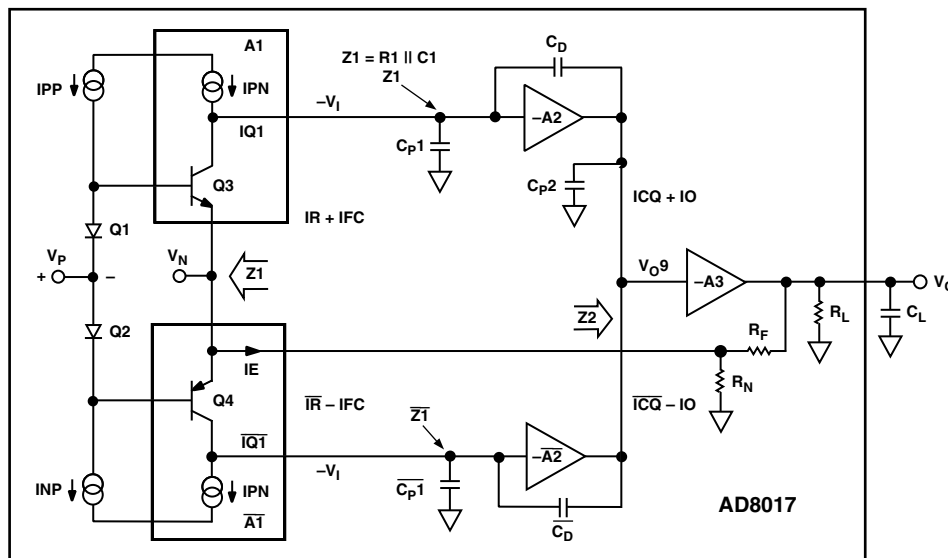 A1
Z1 = R1 || C1
Z1
CD
IPP
IPN
–VI
–A2
IQ1
CP1
Q3
CP2
ICQ + IO
Q1
IR + IFC
VP
VN
+
–
Z1
VO9
–A3
VO
Z2
RL
CL
Q2
RF
IE
RN
Q4
IR – IFC
Z1
ICQ – IO
IQ1
–VI
–A2
CP1
INP
IPN
CD
A1
AD8017